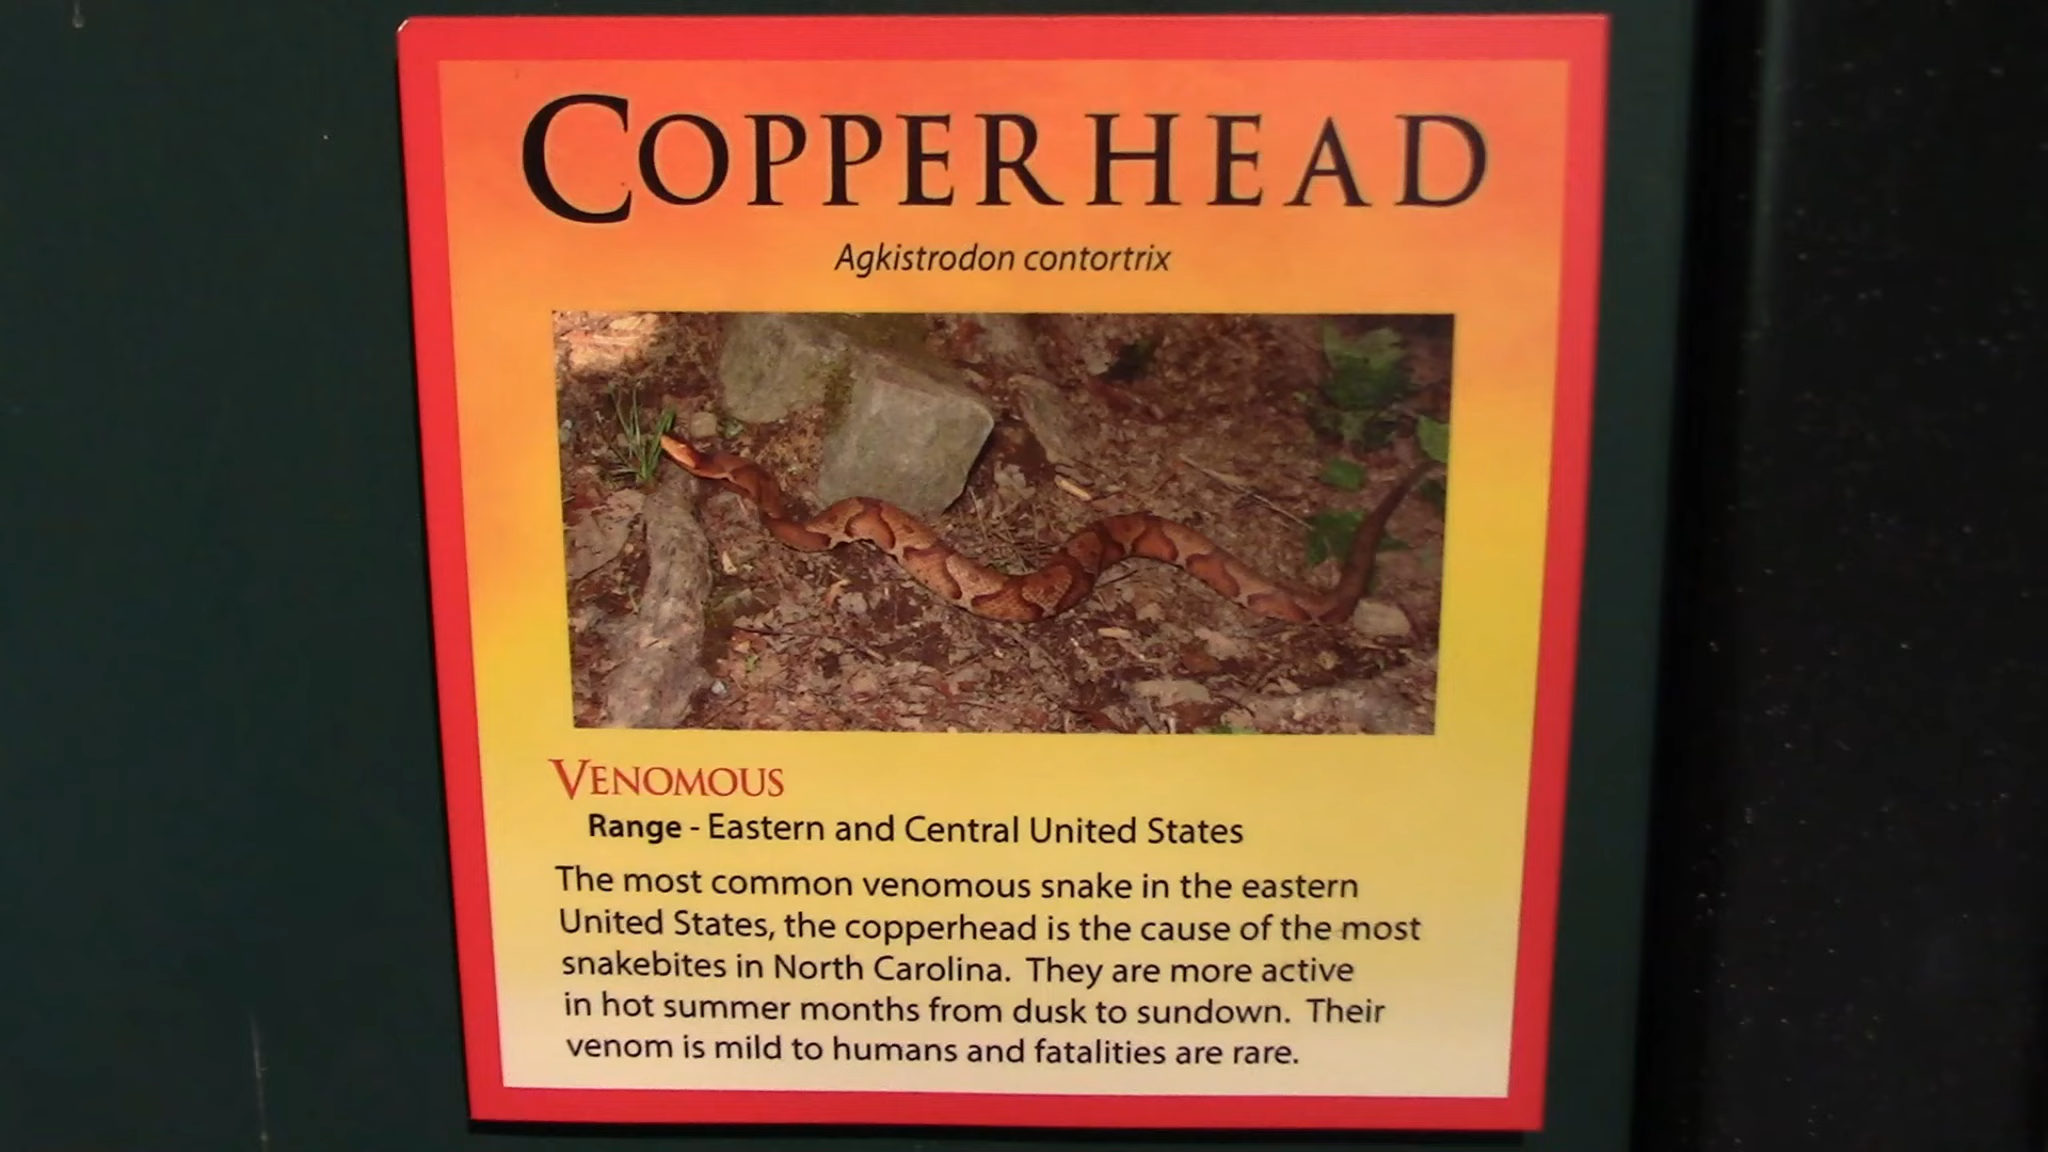 COPPERHEAD
Agkistrodon contortrix
VENOMOUS
Range - Eastern and Central United States
The most common venomous snake in the eastern
United States, the copperhead is the cause of the most
snakebites in North Carolina. They are more active
in hot summer months from dusk to sundown. Their
venom is mild to humans and fatalities are rare.